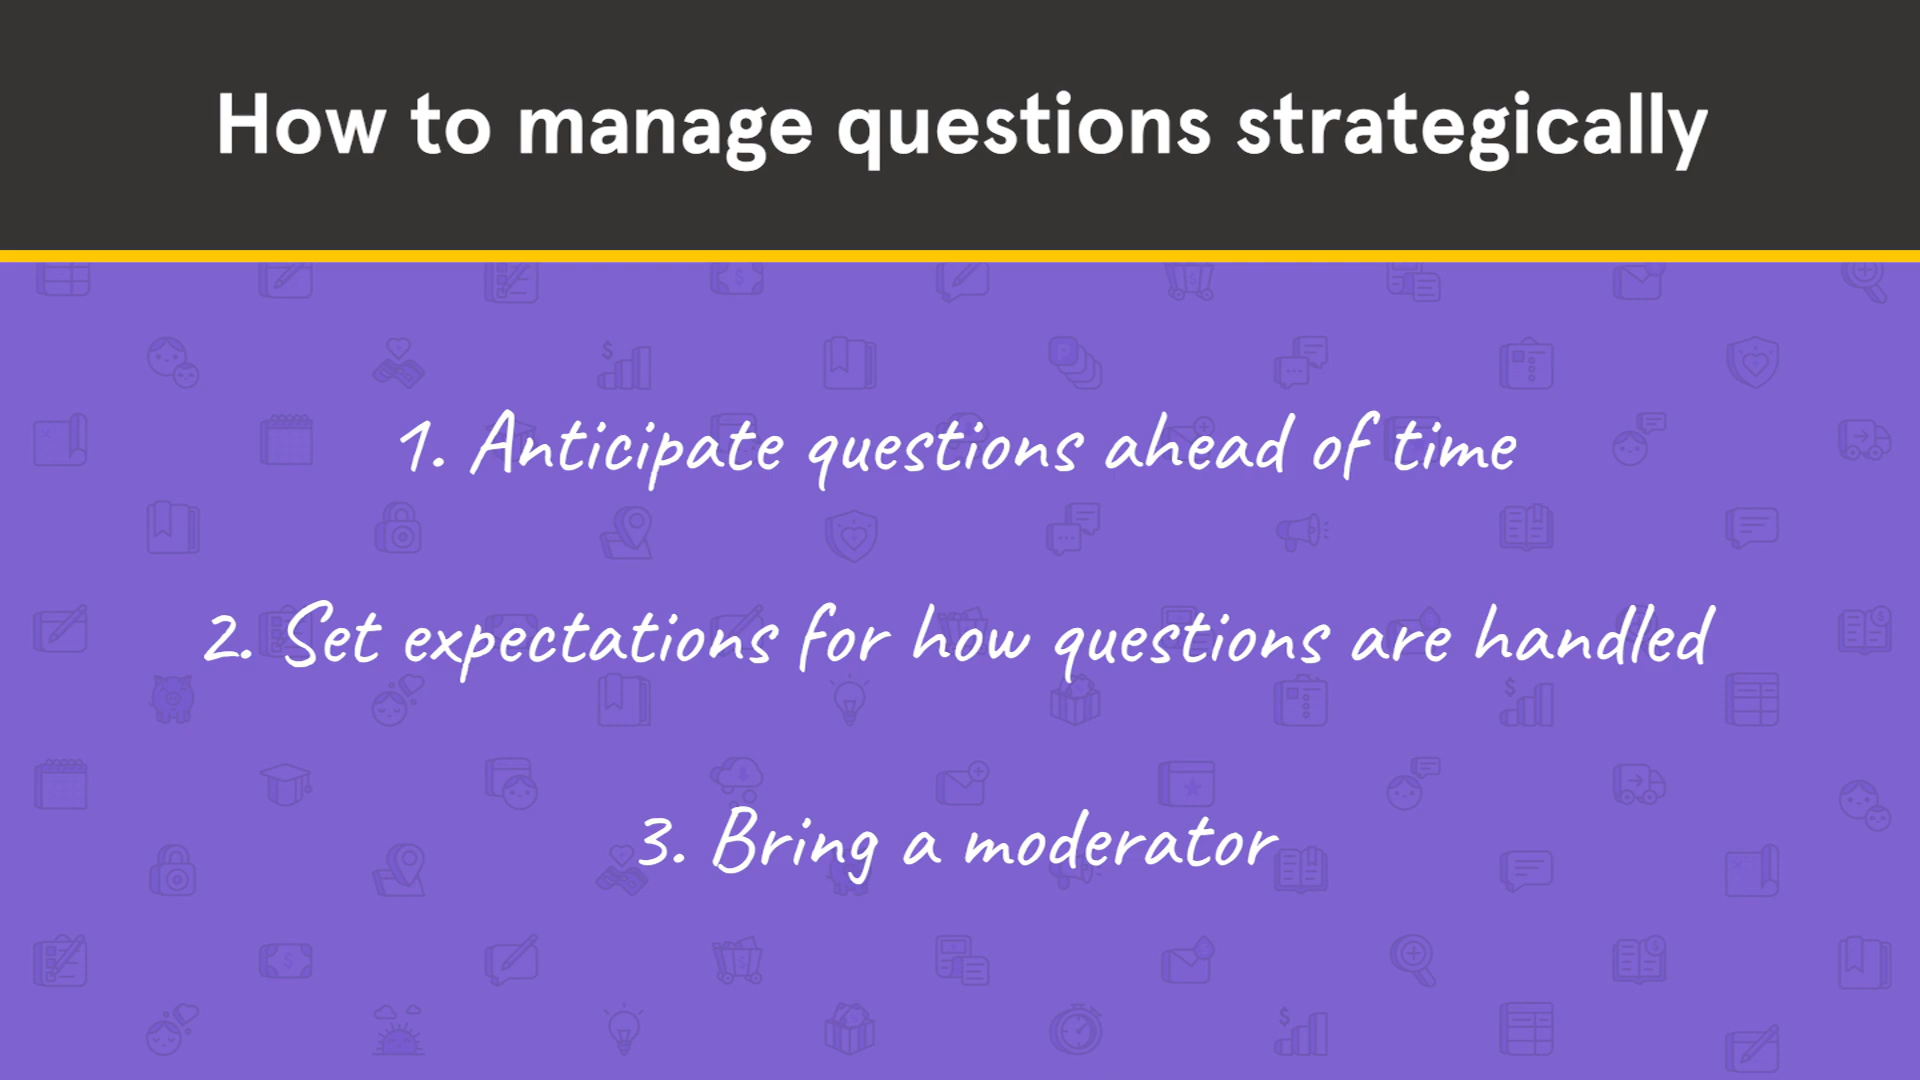 How to manage questions strategically
1. Anticipate questions ahead of time
2. Set expectations for how questions are handled
3. Bring a moderator